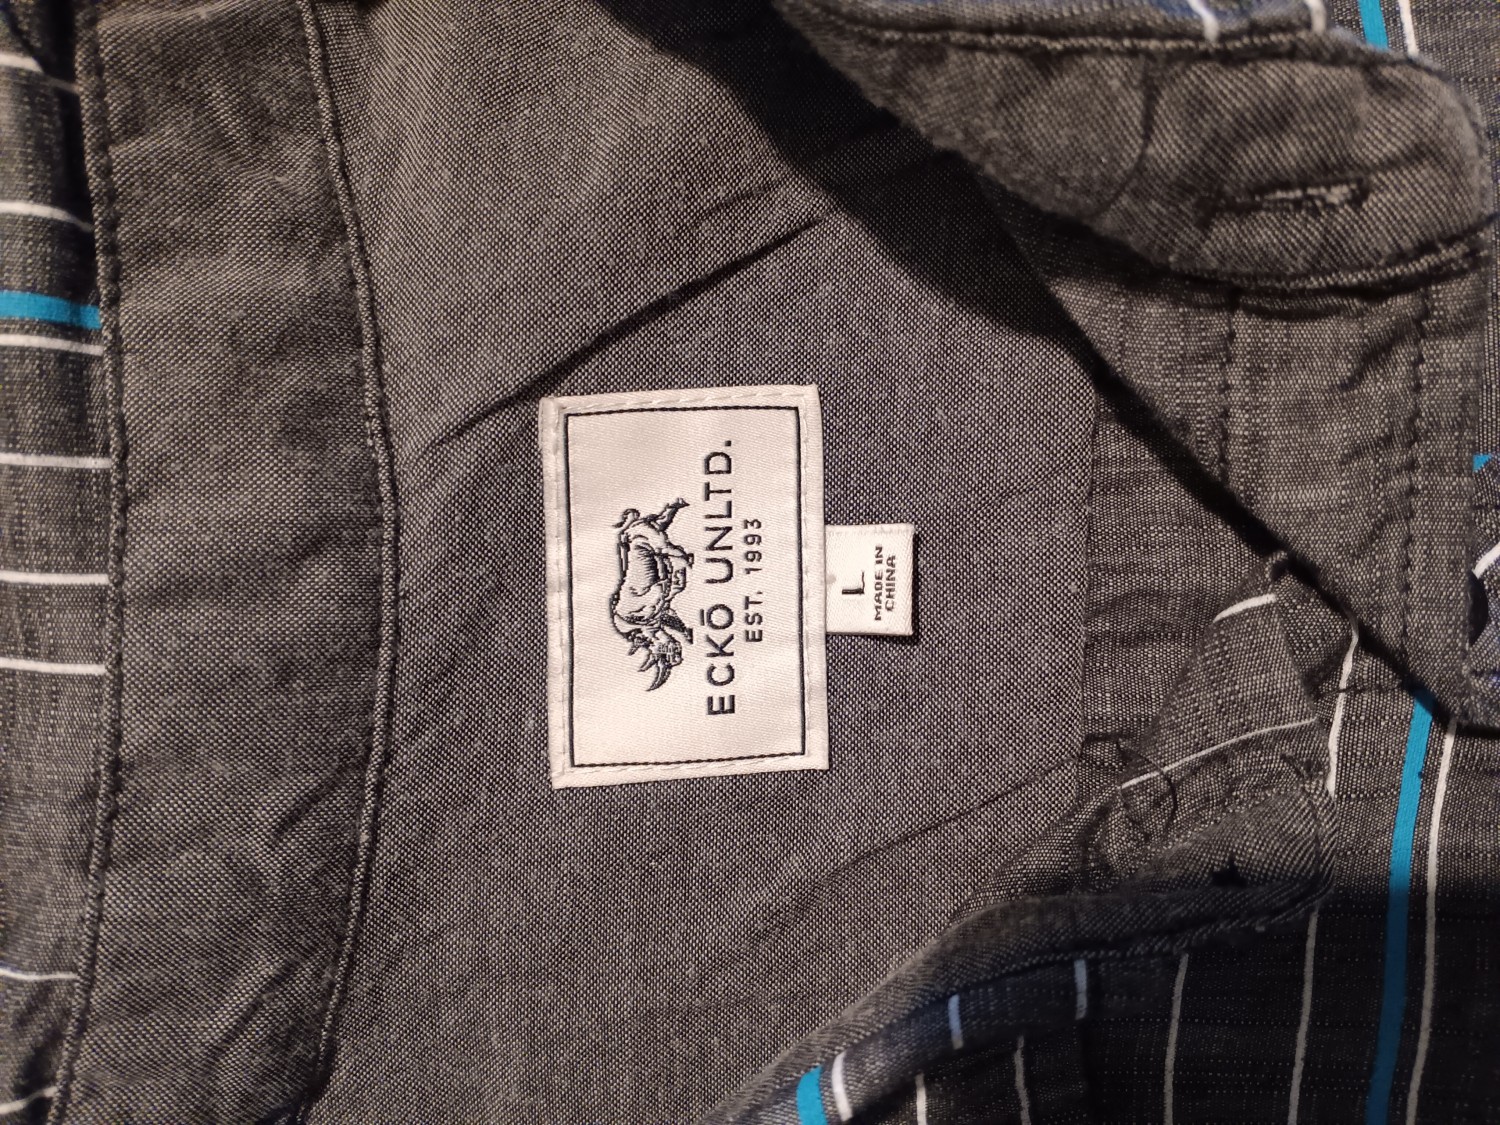 ECKŌ UNLTD.
EST. 1993
L
MADE IN
CHINA